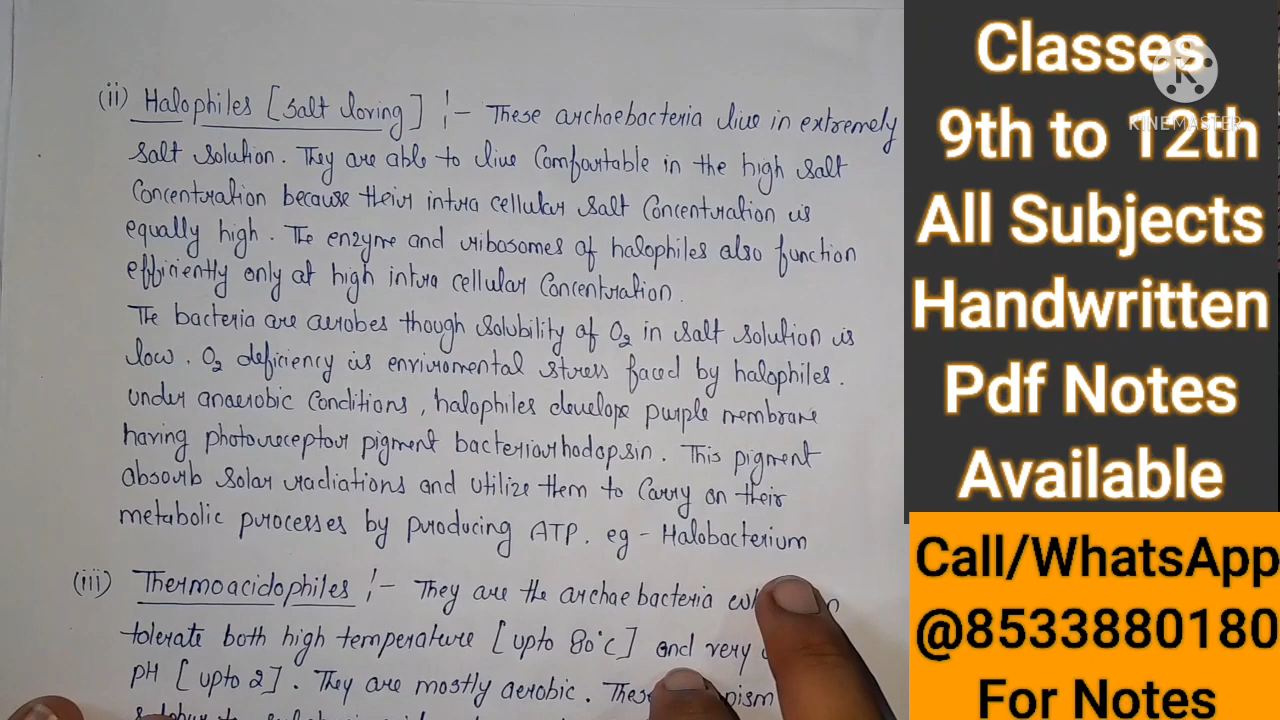 (ii) Halophiles [Salt loving] :- These archaebacteria live in extremely
salt solution. They are able to live Comfourtable in the high salt
Concentration because their intra cellular salt Concentration is
equally high. The enzyme and ribosomes of halophiles also function
efficiently only at high intra cellular Concentration.
The bacteria are aerobes though solubility of O2 in salt solution is
low. O2 deficiency is enviromental stress faced by halophiles.
under anaerobic Conditions, halophiles develope purple membrane
having photoreceptour pigment bacteriorhodopsin. This pigment
absorb solar radiations and utilize them to Carry on their
metabolic processes by producing ATP. eg - Halobacterium
(iii) Thermoacidophiles :- They are the archaebacteria
tolerate both high temperature [upto 80°C] and very
pH [upto 2]. They are mostly aerobic.
Classes
9th to 12th
All Subjects
Handwritten
Pdf Notes
Available
Call/WhatsApp
@8533880180
For Notes
K
KINEMASTER